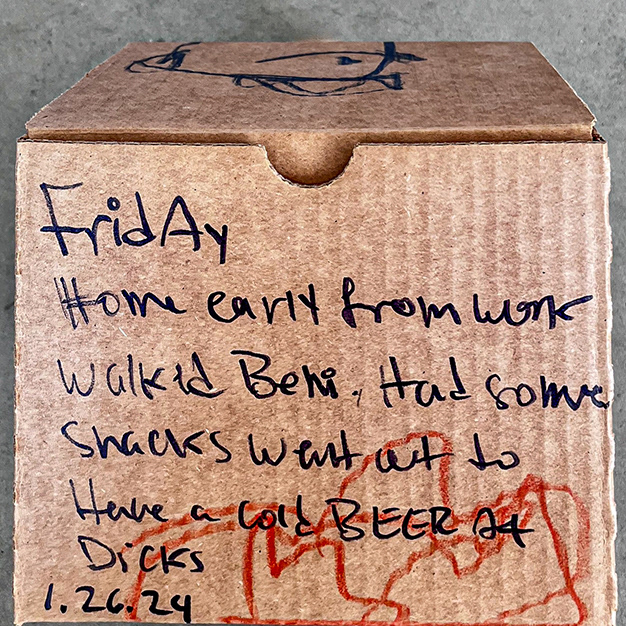 FridAy
Home early from work
Walkid Beni. Had some
snacks went out to
Have a cold BEER At
Dicks
1.26.24